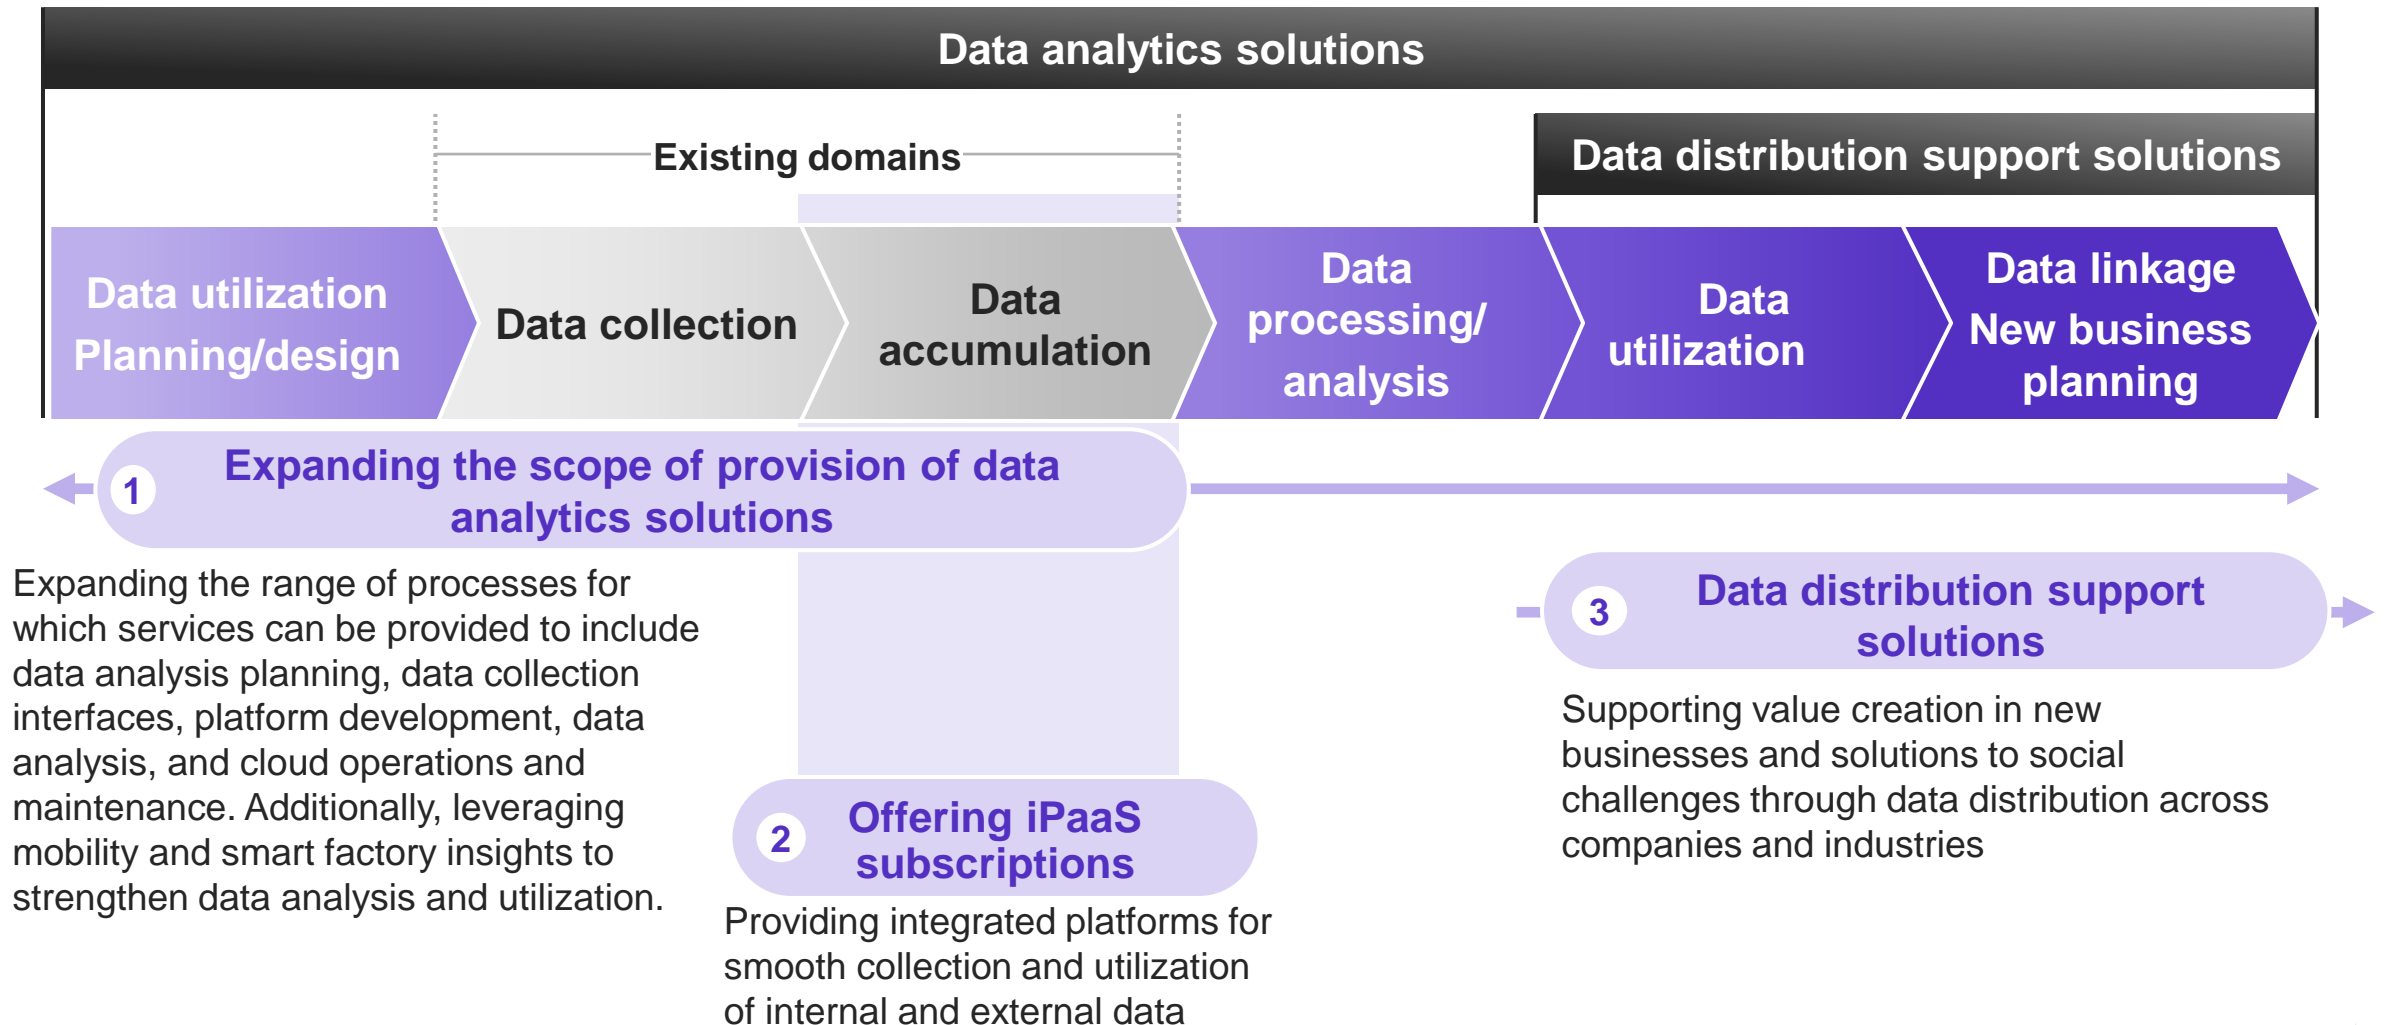 Data analytics solutions
Existing domains
Data distribution support solutions
Data utilization
Planning/design
Data collection
Data
accumulation
Data
processing/
analysis
Data
utilization
Data linkage
New business
planning
1
Expanding the scope of provision of data
analytics solutions
Expanding the range of processes for
which services can be provided to include
data analysis planning, data collection
interfaces, platform development, data
analysis, and cloud operations and
maintenance. Additionally, leveraging
mobility and smart factory insights to
strengthen data analysis and utilization.
2
Offering iPaaS
subscriptions
Providing integrated platforms for
smooth collection and utilization
of internal and external data
3
Data distribution support
solutions
Supporting value creation in new
businesses and solutions to social
challenges through data distribution across
companies and industries